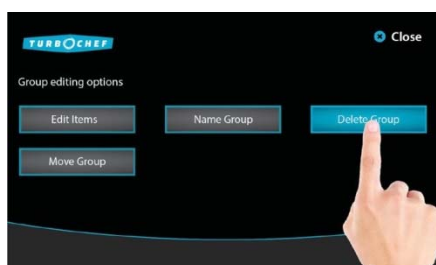 TURBOCHEF
Close
Group editing options
Edit Items
Name Group
Delete Group
Move Group